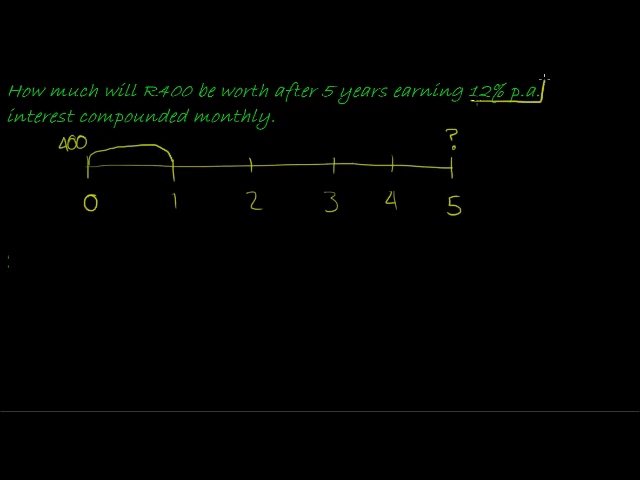 How much will R400 be worth after 5 years earning 12% p.a.
interest compounded monthly.
400 ?
0 1 2 3 4 5
: